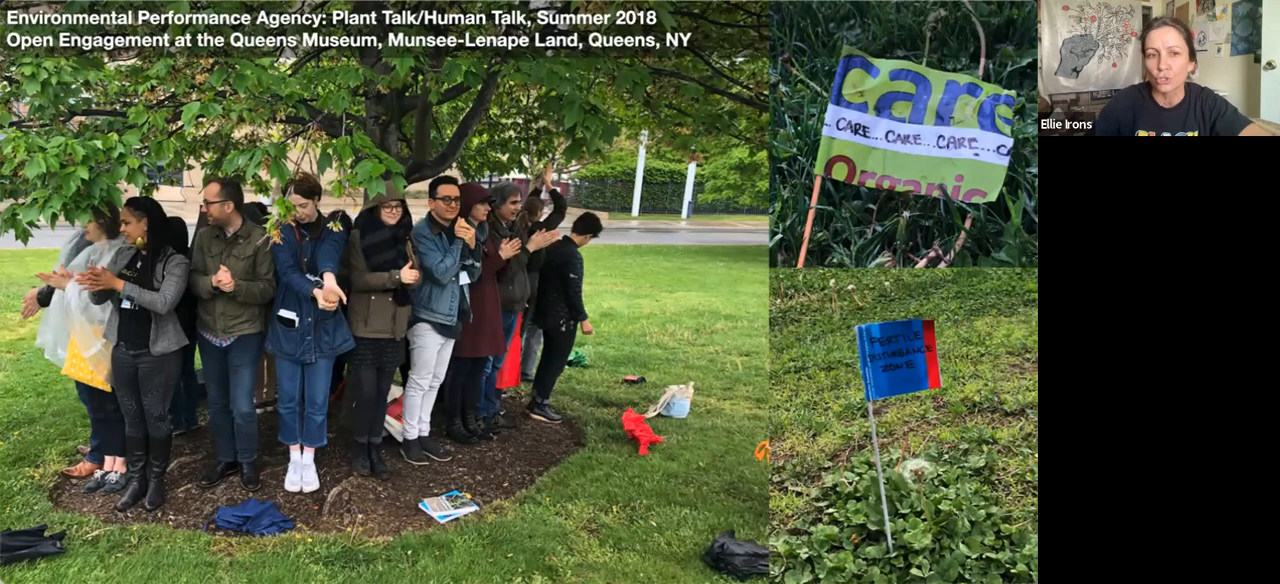 Environmental Performance Agency: Plant Talk/Human Talk, Summer 2018
Open Engagement at the Queens Museum, Munsee-Lenape Land, Queens, NY
care
.. CARE... CARE... CARE... C
Organic
FERTILE
DISTURBANCE
ZONE
Ellie Irons